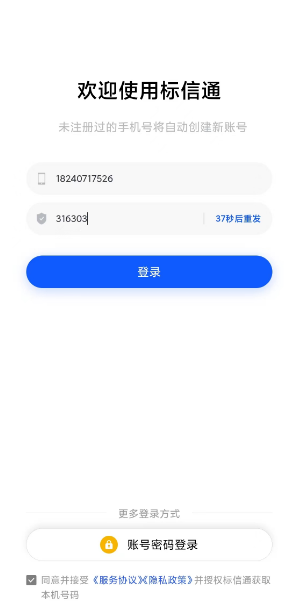 欢迎使用标信通
未注册过的手机号将自动创建新账号
18240717526
316303
37秒后重发
登录
更多登录方式
账号密码登录
同意并接受《服务协议》《隐私政策》并授权标信通获取
本机号码